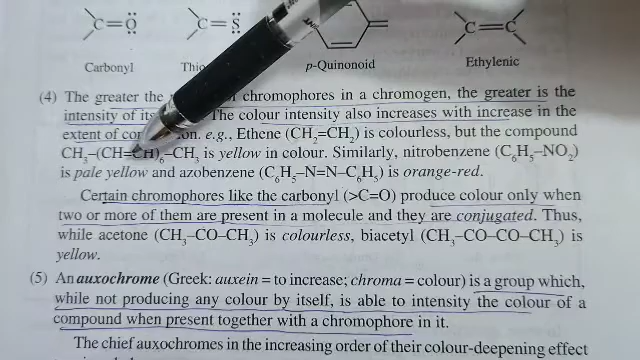 C=Ö: C=S̈: C=C
Carbonyl Thio p-Quinonoid Ethylenic
(4) The greater the chromophores in a chromogen, the greater is the
intensity of its The colour intensity also increases with increase in the
extent of e.g., Ethene (CH₂=CH₂) is colourless, but the compound
CH₃–(CH=CH)₆–CH₃ is yellow in colour. Similarly, nitrobenzene (C₆H₅–NO₂)
is pale yellow and azobenzene (C₆H₅–N=N–C₆H₅) is orange-red.
Certain chromophores like the carbonyl (>C=O) produce colour only when
two or more of them are present in a molecule and they are conjugated. Thus,
while acetone (CH₃–CO–CH₃) is colourless, biacetyl (CH₃–CO–CO–CH₃) is
yellow.
(5) An auxochrome (Greek: auxein = to increase; chroma = colour) is a group which,
while not producing any colour by itself, is able to intensity the colour of a
compound when present together with a chromophore in it.
The chief auxochromes in the increasing order of their colour-deepening effect